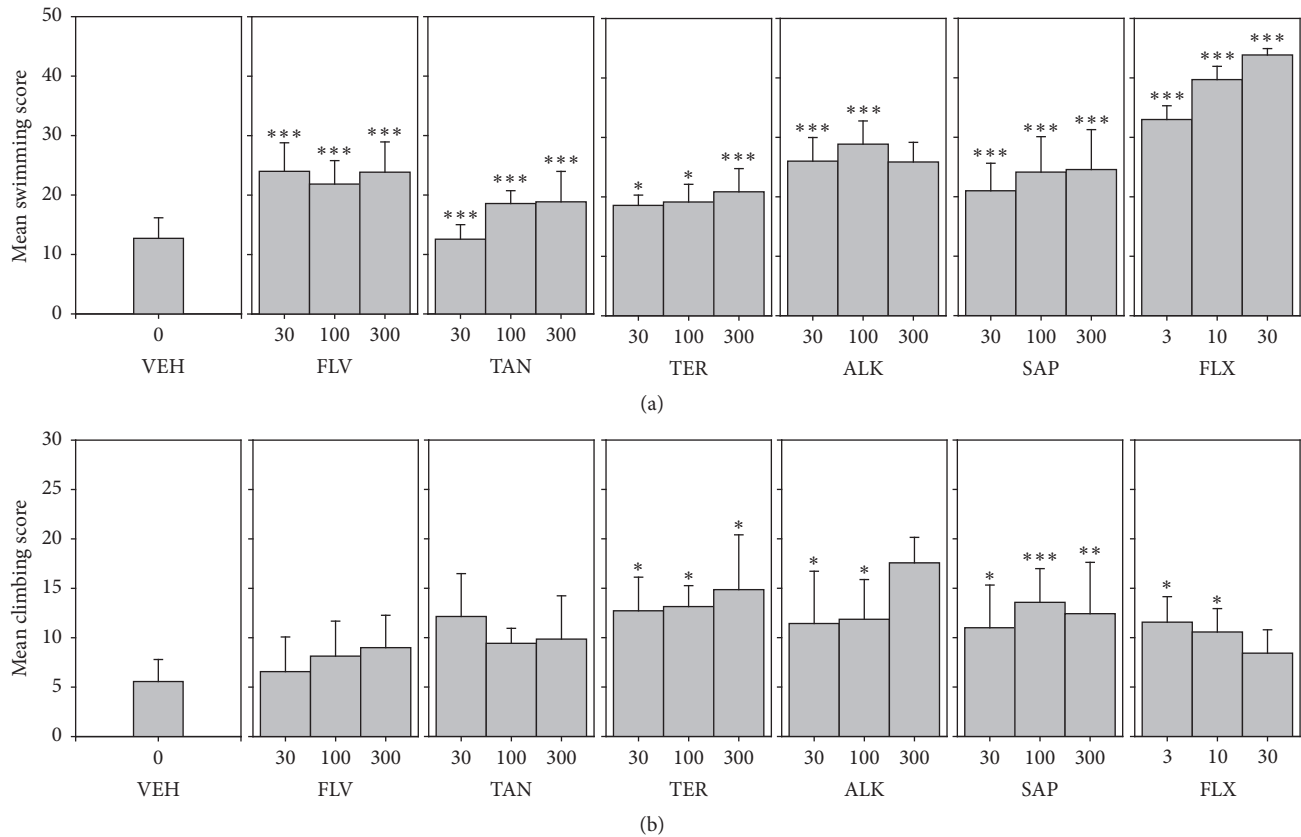 50
40
30
20
10
0
Mean swimming score
*** *** ***
*** *** ***
* * ***
*** ***
*** *** ***
*** *** ***
0 30 100 300 30 100 300 30 100 300 30 100 300 30 100 300 3 10 30
VEH FLV TAN TER ALK SAP FLX
(a)
30
25
20
15
10
5
0
Mean climbing score
* * *
* *
* *** **
* *
0 30 100 300 30 100 300 30 100 300 30 100 300 30 100 300 3 10 30
VEH FLV TAN TER ALK SAP FLX
(b)